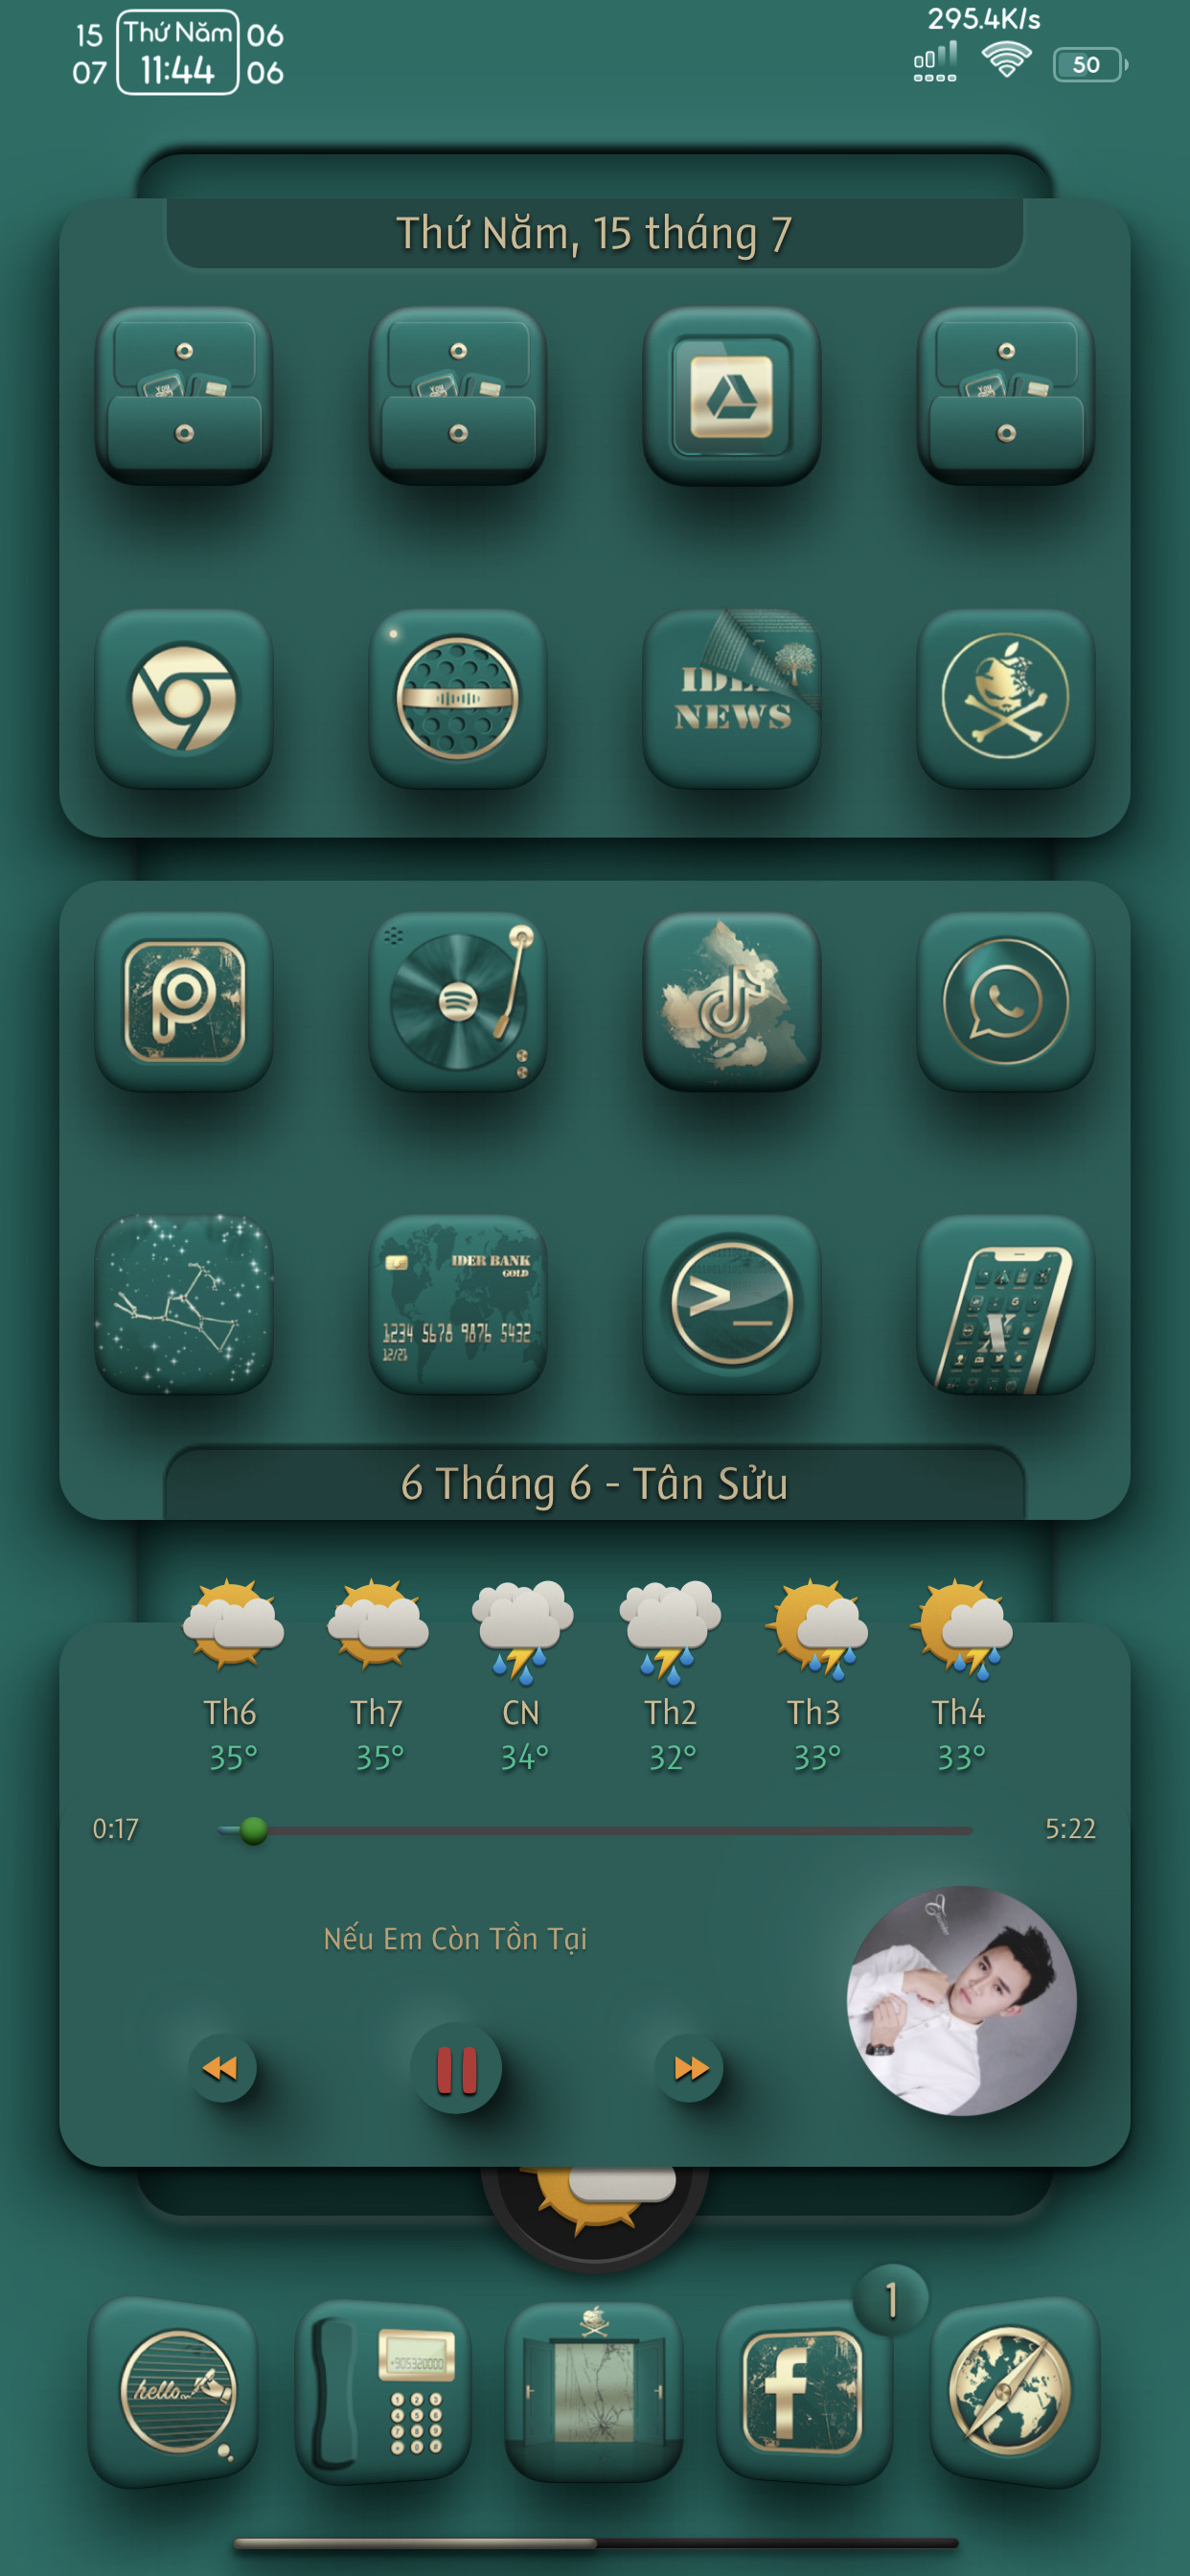 15 Thứ Năm 06
07 11:44 06
295.4K/s
50
Thứ Năm, 15 tháng 7
NEWS
IDER BANK
GOLD
1234 5678 9876 5432
12/21
X
6 Tháng 6 - Tân Sửu
Th6 Th7 CN Th2 Th3 Th4
35° 35° 34° 32° 33° 33°
0:17 5:22
Nếu Em Còn Tồn Tại
1
hello
+905320000